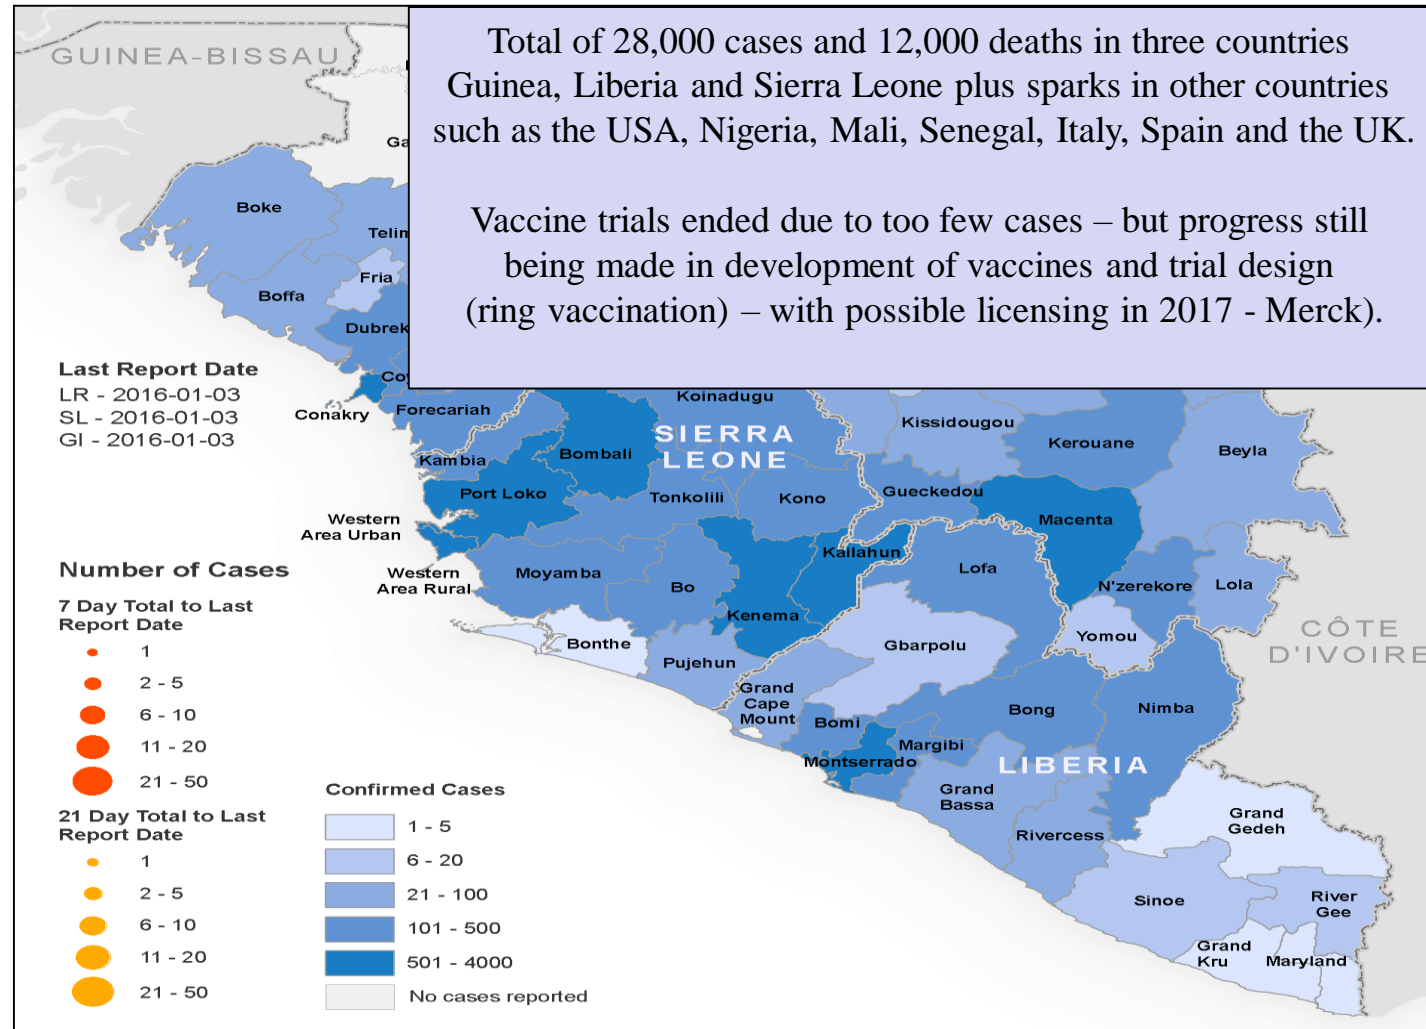 GUINEA-BISSAU
Total of 28,000 cases and 12,000 deaths in three countries
Guinea, Liberia and Sierra Leone plus sparks in other countries
such as the USA, Nigeria, Mali, Senegal, Italy, Spain and the UK.
Vaccine trials ended due to too few cases – but progress still
being made in development of vaccines and trial design
(ring vaccination) – with possible licensing in 2017 - Merck).
Boke
Fria
Boffa
Last Report Date
LR - 2016-01-03
SL - 2016-01-03
GI - 2016-01-03
Conakry
Forecariah
Koinadugu
Kissidougou
Kerouane
Beyla
SIERRA
LEONE
Kambia
Bombali
Port Loko
Tonkolili
Kono
Gueckedou
Macenta
Western
Area Urban
Western
Area Rural
Moyamba
Bo
Kenema
Kailahun
Lofa
N'zerekore
Lola
Yomou
CÔTE
D'IVOIRE
Bonthe
Pujehun
Gbarpolu
Grand
Cape
Mount
Bomi
Bong
Nimba
Margibi
Montserrado
LIBERIA
Grand
Bassa
Rivercess
Grand
Gedeh
Sinoe
River
Gee
Grand
Kru
Maryland
Number of Cases
7 Day Total to Last
Report Date
1
2 - 5
6 - 10
11 - 20
21 - 50
21 Day Total to Last
Report Date
1
2 - 5
6 - 10
11 - 20
21 - 50
Confirmed Cases
1 - 5
6 - 20
21 - 100
101 - 500
501 - 4000
No cases reported